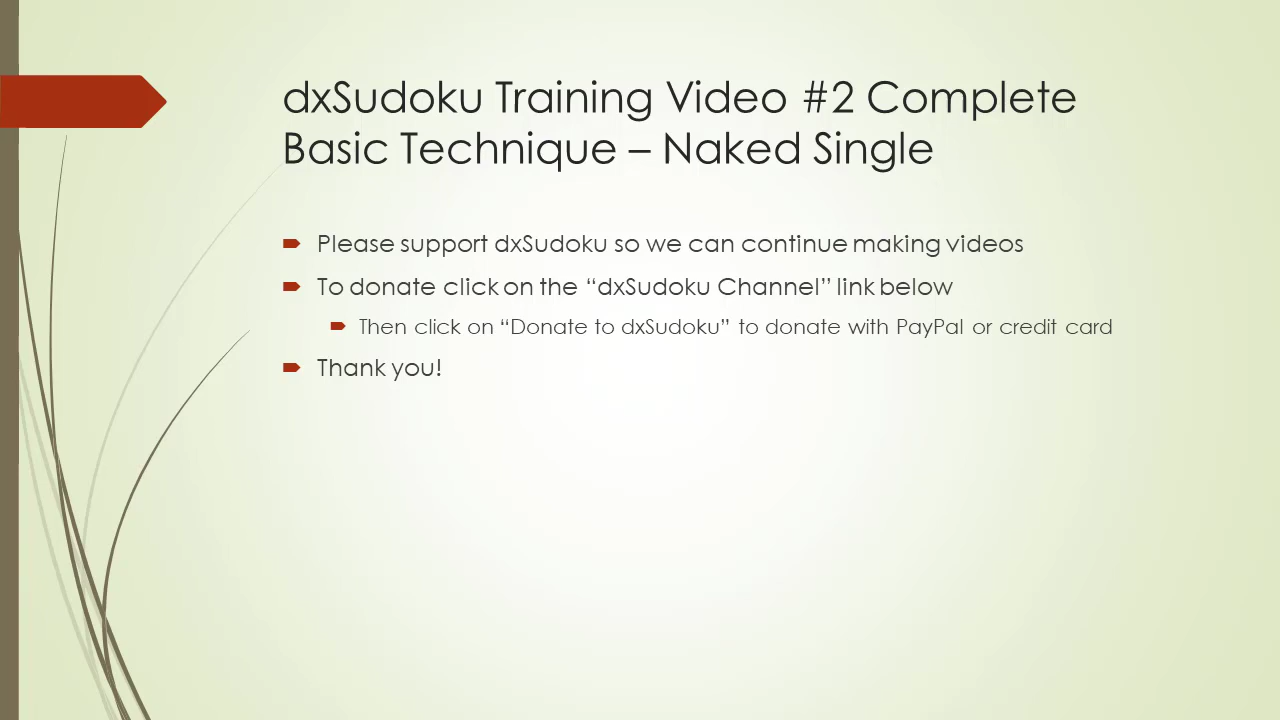 dxSudoku Training Video #2 Complete
Basic Technique – Naked Single
Please support dxSudoku so we can continue making videos
To donate click on the “dxSudoku Channel” link below
Then click on “Donate to dxSudoku” to donate with PayPal or credit card
Thank you!